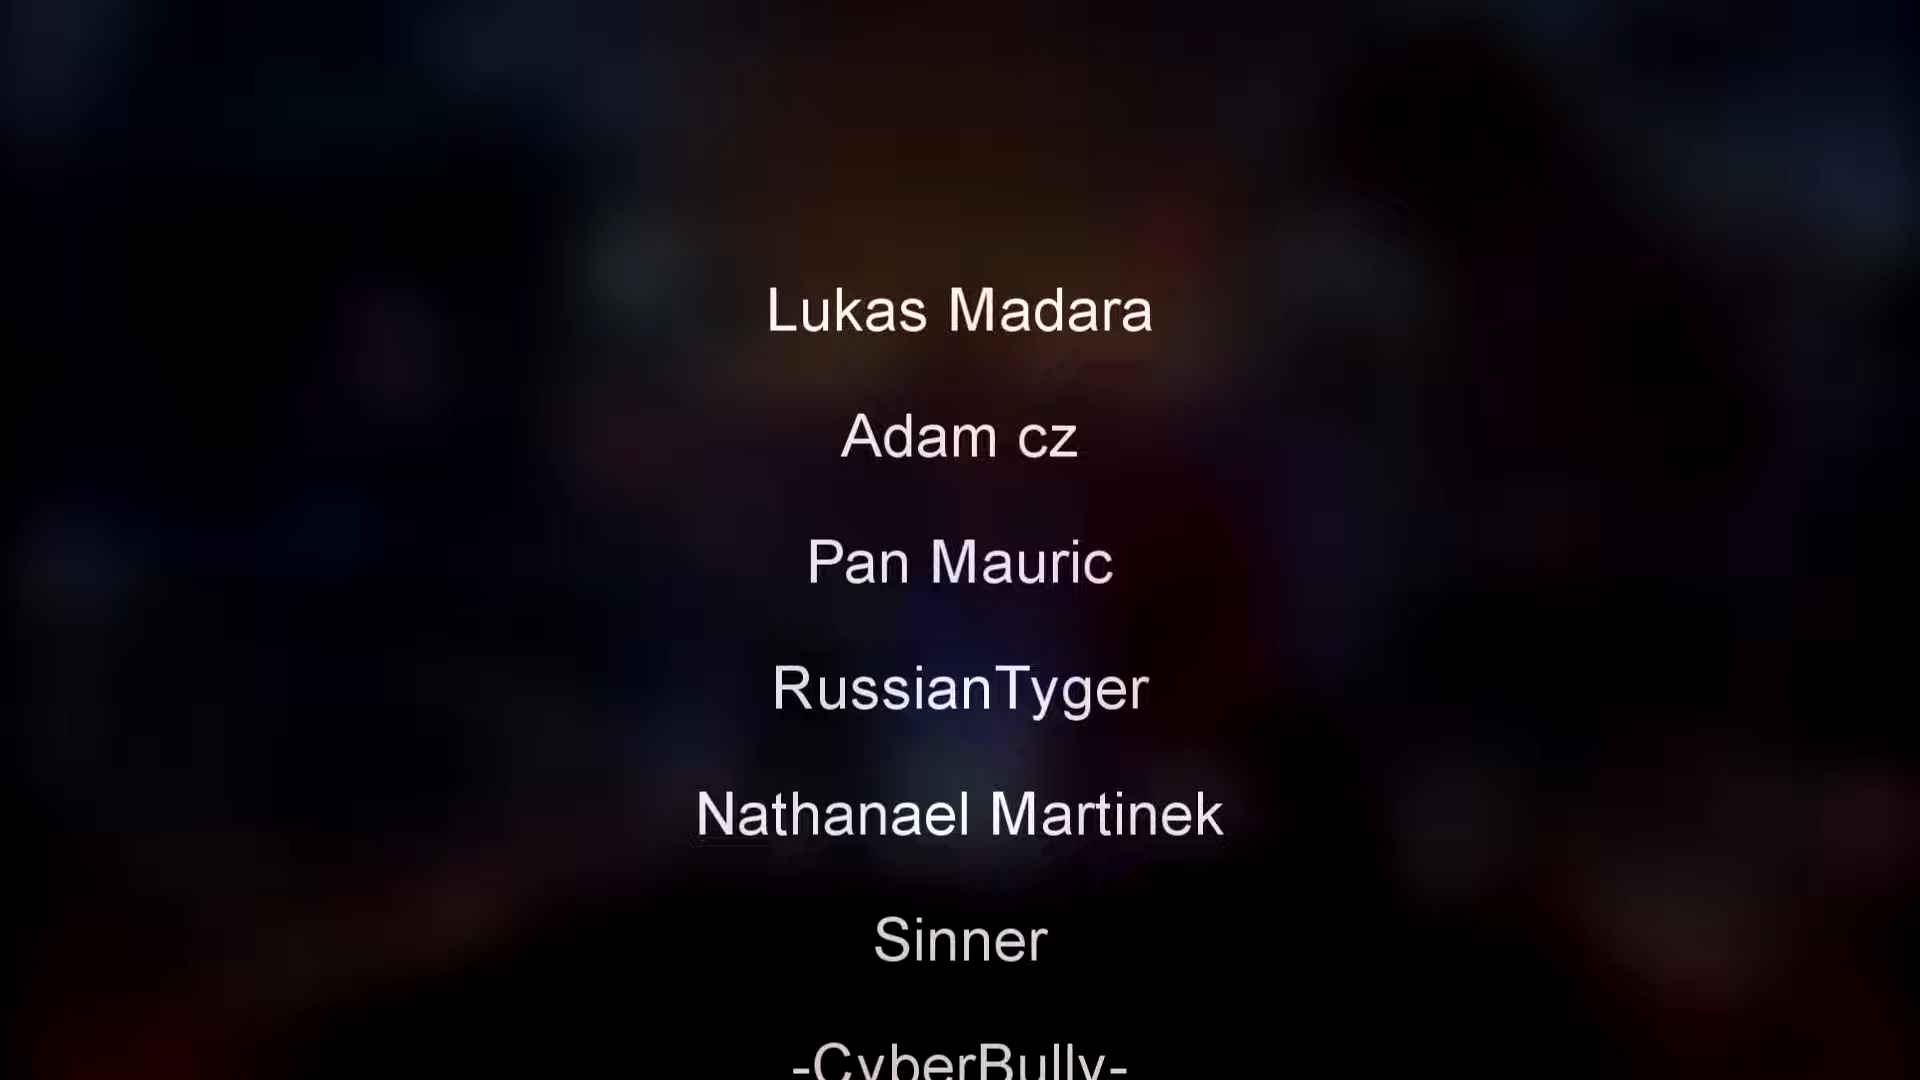 Lukas Madara
Adam cz
Pan Mauric
RussianTyger
Nathanael Martinek
Sinner
-CyberBully-